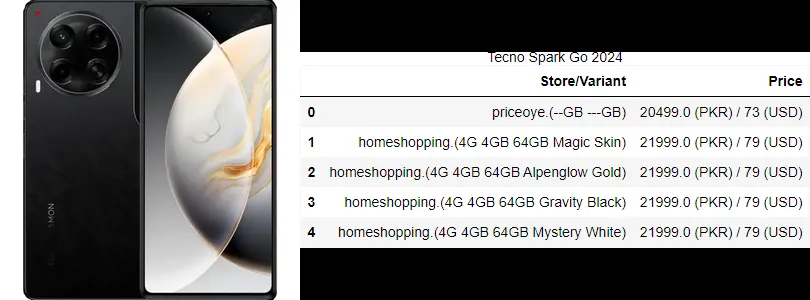 Tecno Spark Go 2024
Store/Variant Price
0 priceoye.(--GB ---GB) 20499.0 (PKR) / 73 (USD)
1 homeshopping.(4G 4GB 64GB Magic Skin) 21999.0 (PKR) / 79 (USD)
2 homeshopping.(4G 4GB 64GB Alpenglow Gold) 21999.0 (PKR) / 79 (USD)
3 homeshopping.(4G 4GB 64GB Gravity Black) 21999.0 (PKR) / 79 (USD)
4 homeshopping.(4G 4GB 64GB Mystery White) 21999.0 (PKR) / 79 (USD)